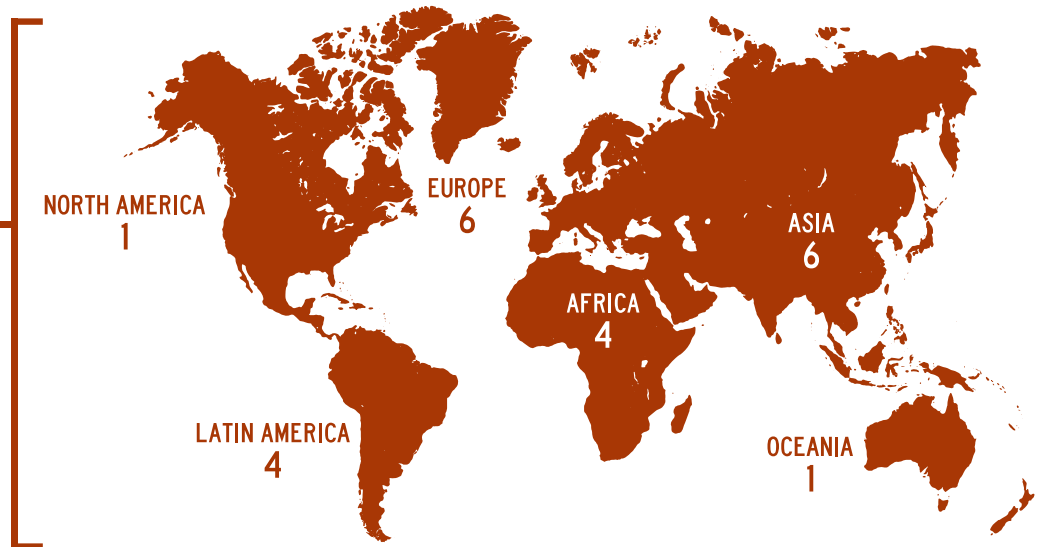 NORTH AMERICA
1
EUROPE
6
ASIA
6
AFRICA
4
LATIN AMERICA
4
OCEANIA
1